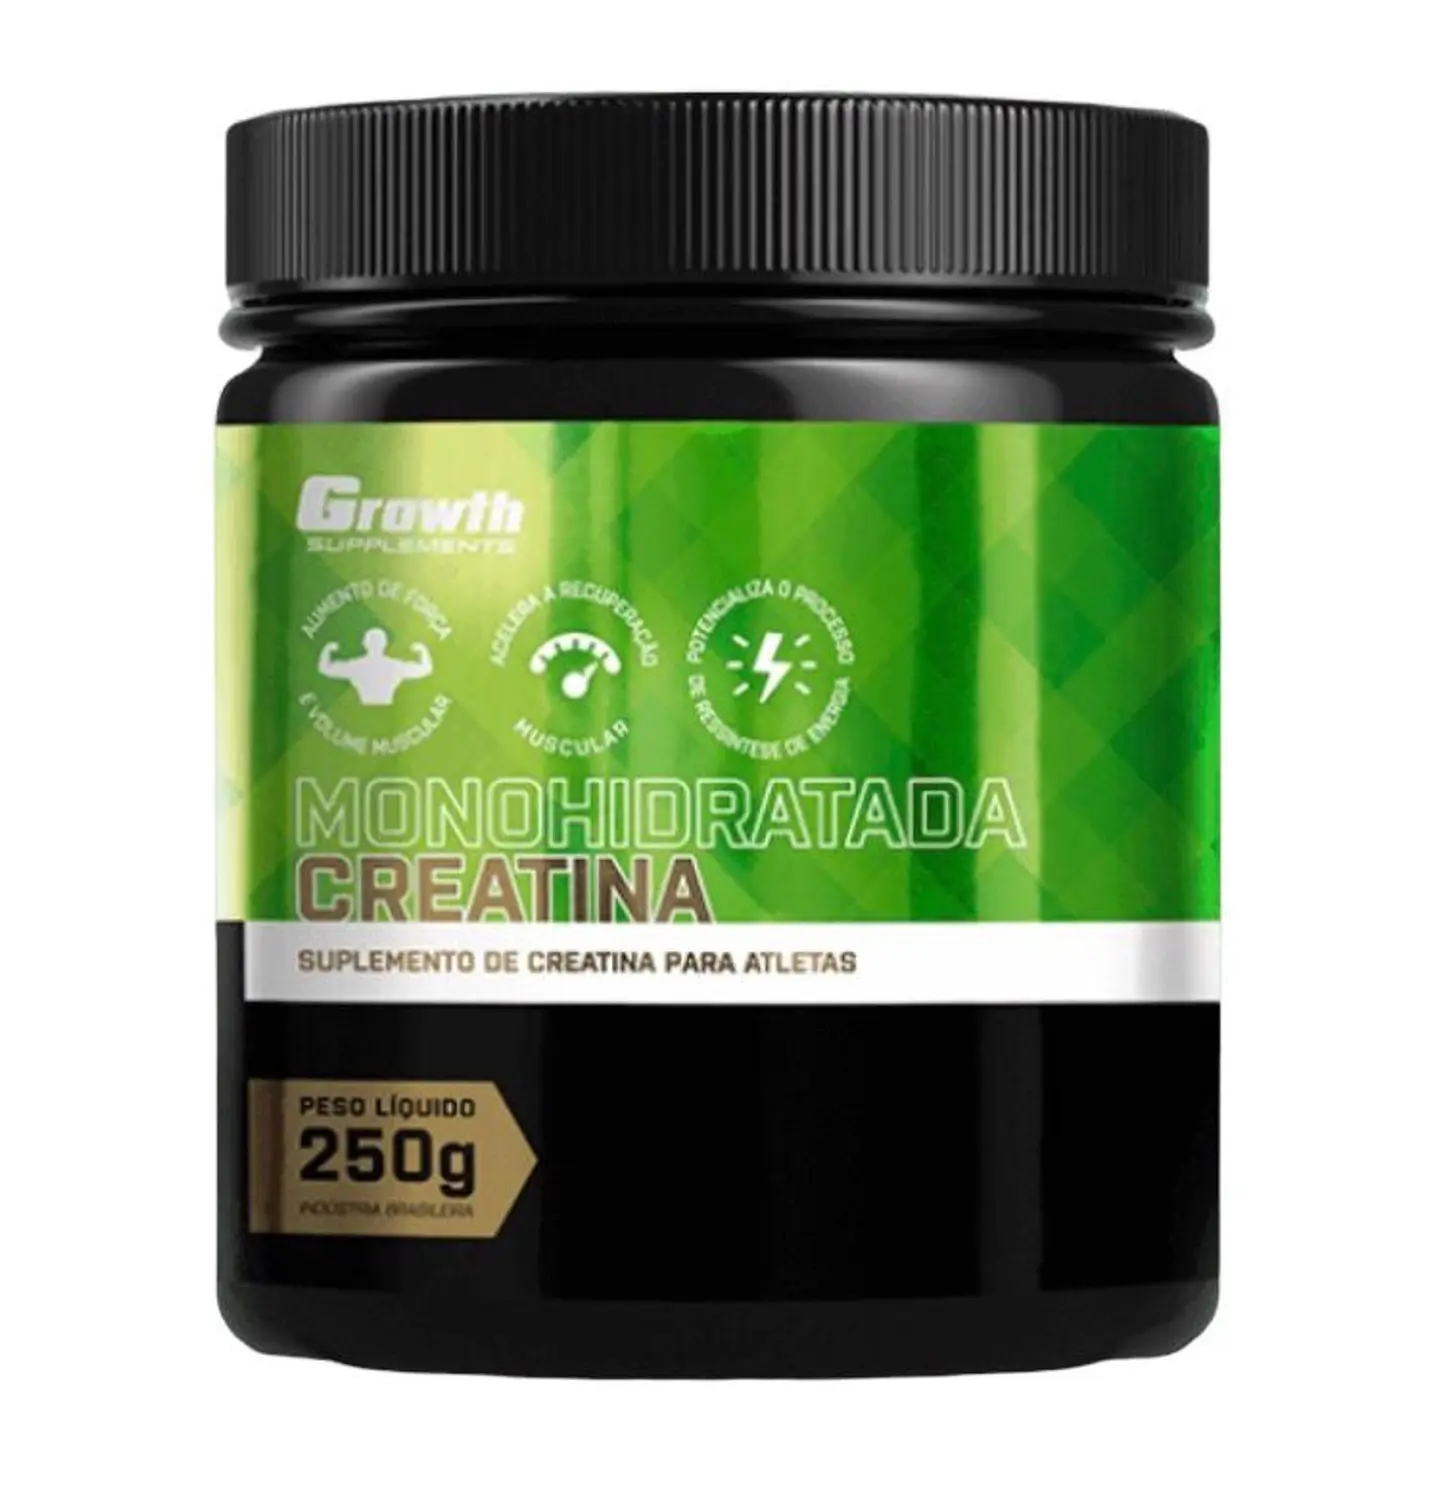 Growth
SUPPLEMENTS
AUMENTO DE FORÇA
E VOLUME MUSCULAR
ACELERA A RECUPERAÇÃO
MUSCULAR
POTENCIALIZA O PROCESSO
DE RESSÍNTESE DE ENERGIA
MONOHIDRATADA
CREATINA
SUPLEMENTO DE CREATINA PARA ATLETAS
PESO LÍQUIDO
250g
INDÚSTRIA BRASILEIRA